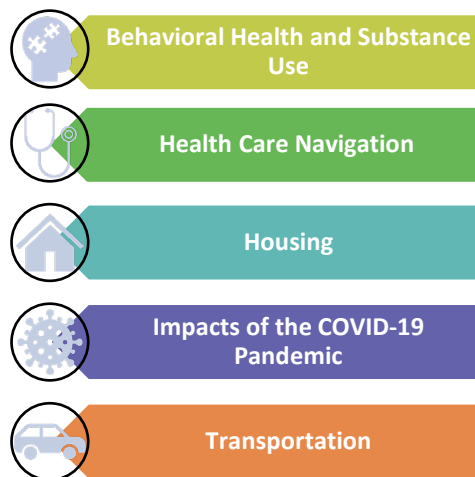 Behavioral Health and Substance
Use
Health Care Navigation
Housing
Impacts of the COVID-19
Pandemic
Transportation